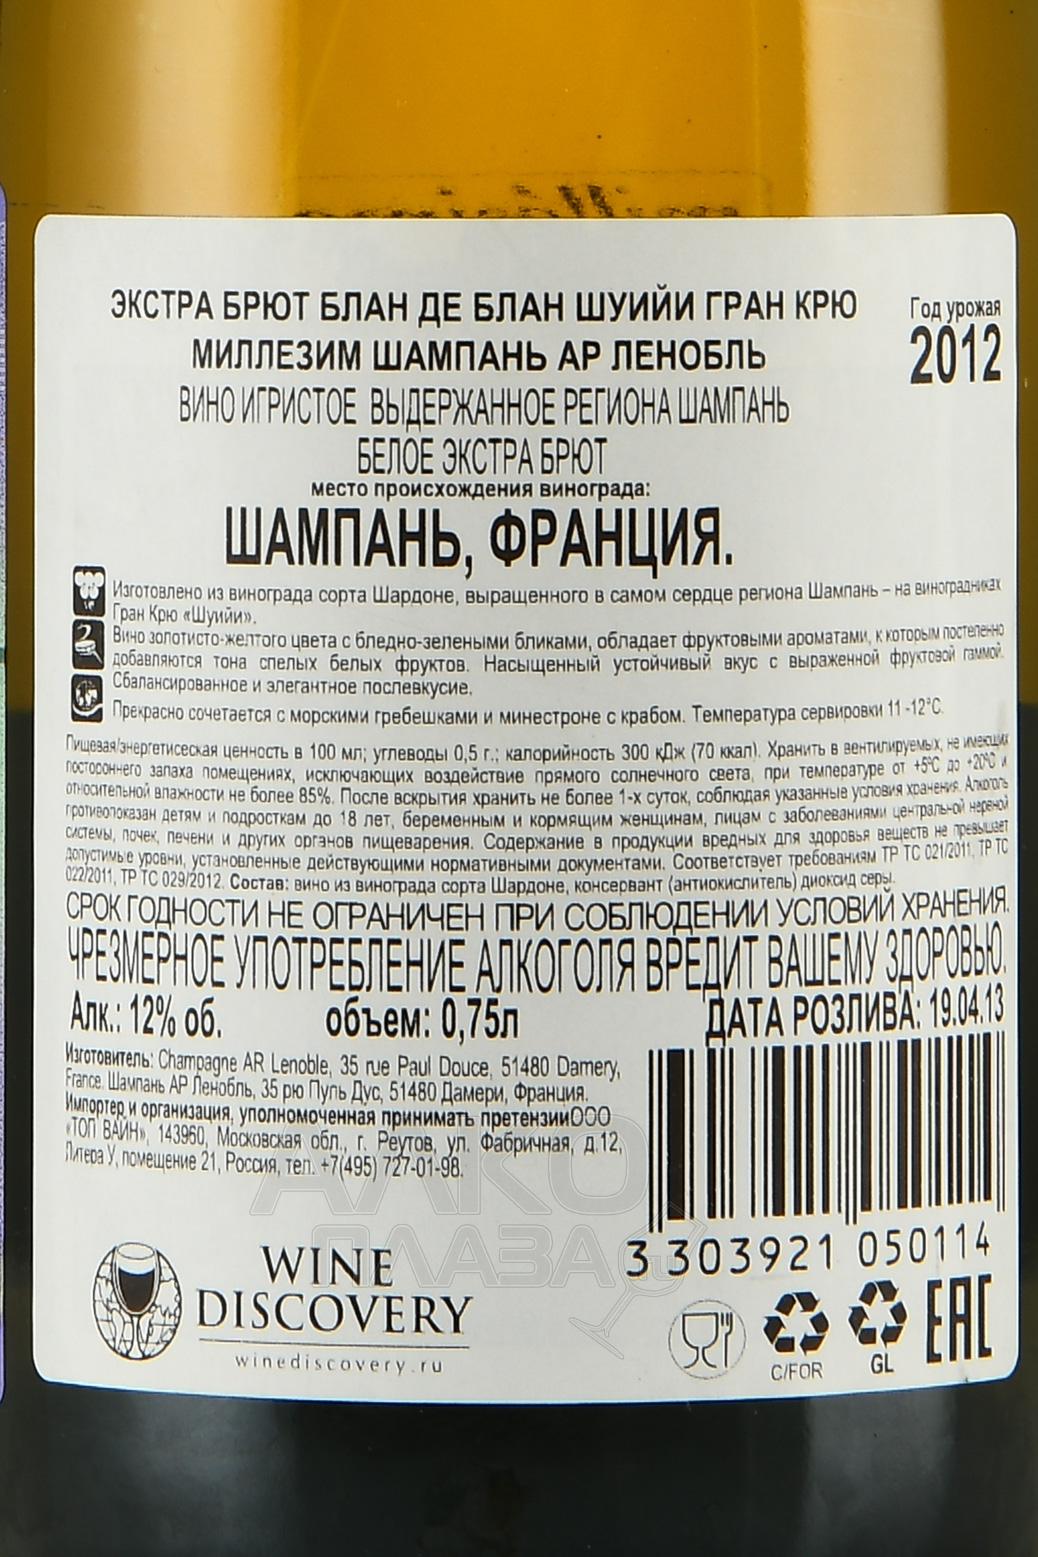 ЭКСТРА БРЮТ БЛАН ДЕ БЛАН ШУИЙИ ГРАН КРЮ
МИЛЛЕЗИМ ШАМПАНЬ АР ЛЕНОБЛЬ
Год урожая
2012
ВИНО ИГРИСТОЕ ВЫДЕРЖАННОЕ РЕГИОНА ШАМПАНЬ
БЕЛОЕ ЭКСТРА БРЮТ
место происхождения винограда:
ШАМПАНЬ, ФРАНЦИЯ.
Изготовлено из винограда сорта Шардоне, выращенного в самом сердце региона Шампань – на виноградниках
Гран Крю «Шуийи».
Вино золотисто-желтого цвета с бледно-зелеными бликами, обладает фруктовыми ароматами, к которым постепенно
добавляются тона спелых белых фруктов. Насыщенный устойчивый вкус с выраженной фруктовой гаммой.
Сбалансированное и элегантное послевкусие.
Прекрасно сочетается с морскими гребешками и минестроне с крабом. Температура сервировки 11 -12°С.
Пищевая/энергетисеская ценность в 100 мл; углеводы 0,5 г.; калорийность 300 кДж (70 ккал). Хранить в вентилируемых, не имеющих
постороннего запаха помещениях, исключающих воздействие прямого солнечного света, при температуре от +5°С до +20°С и
относительной влажности не более 85%. После вскрытия хранить не более 1-х суток, соблюдая указанные условия хранения. Алкоголь
противопоказан детям и подросткам до 18 лет, беременным и кормящим женщинам, лицам с заболеваниями центральной нервной
системы, почек, печени и других органов пищеварения. Содержание в продукции вредных для здоровья веществ не превышает
допустимые уровни, установленные действующими нормативными документами. Соответствует требованиям ТР ТС 021/2011, ТР ТС
022/2011, ТР ТС 029/2012. Состав: вино из винограда сорта Шардоне, консервант (антиокислитель) диоксид серы.
СРОК ГОДНОСТИ НЕ ОГРАНИЧЕН ПРИ СОБЛЮДЕНИИ УСЛОВИЙ ХРАНЕНИЯ.
ЧРЕЗМЕРНОЕ УПОТРЕБЛЕНИЕ АЛКОГОЛЯ ВРЕДИТ ВАШЕМУ ЗДОРОВЬЮ.
Алк.: 12% об. объем: 0,75л ДАТА РОЗЛИВА: 19.04.13
Изготовитель: Champagne AR Lenoble, 35 rue Paul Douce, 51480 Damery,
France. Шампань АР Ленобль, 35 рю Пуль Дус, 51480 Дамери, Франция.
Импортер и организация, уполномоченная принимать претензииООО
«ТОП ВАЙН», 143960, Московская обл., г. Реутов, ул. Фабричная, д.12,
Литера У, помещение 21, Россия, тел. +7(495) 727-01-98.
3 303921 050114
WINE
DISCOVERY
winediscovery.ru
C/FOR
GL
EAC
АЛКО
ПЛАЗА